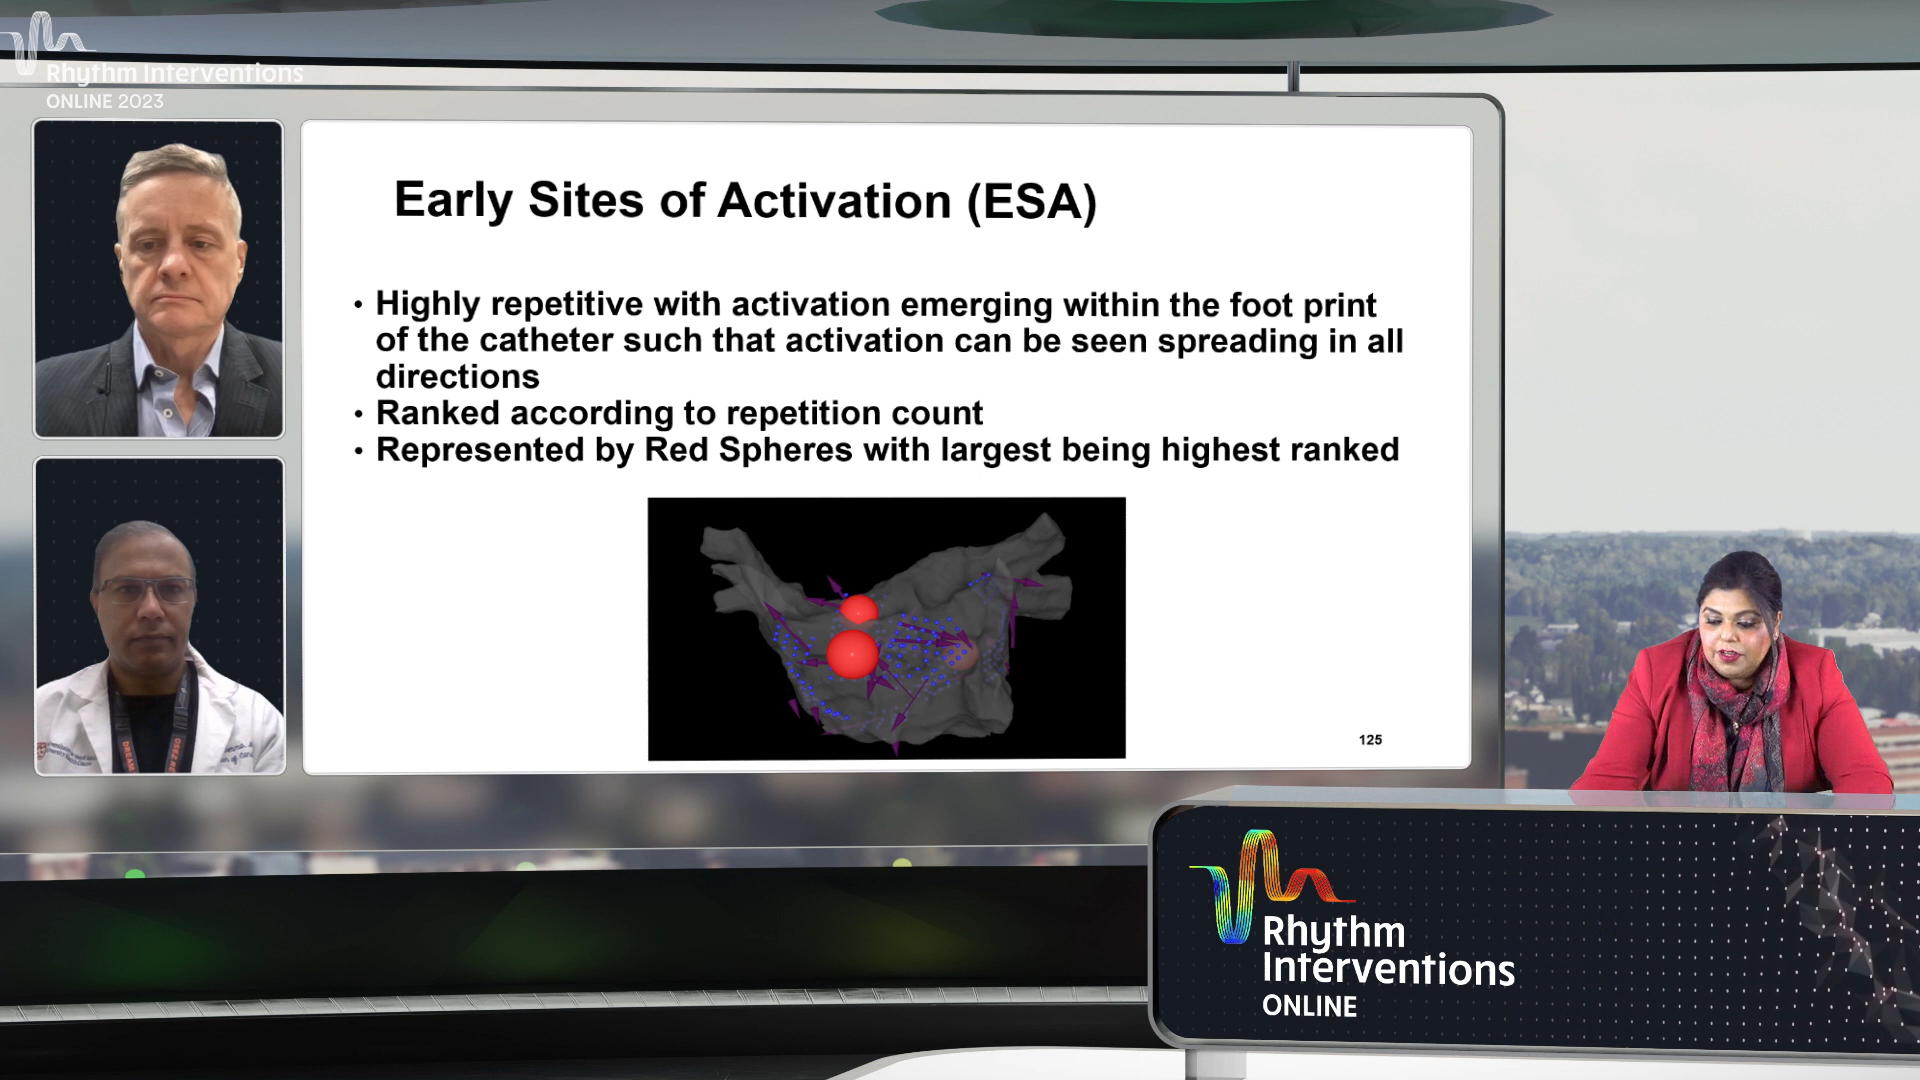 Rhythm Interventions
ONLINE 2023
Early Sites of Activation (ESA)
• Highly repetitive with activation emerging within the foot print
of the catheter such that activation can be seen spreading in all
directions
• Ranked according to repetition count
• Represented by Red Spheres with largest being highest ranked
125
Rhythm
Interventions
ONLINE